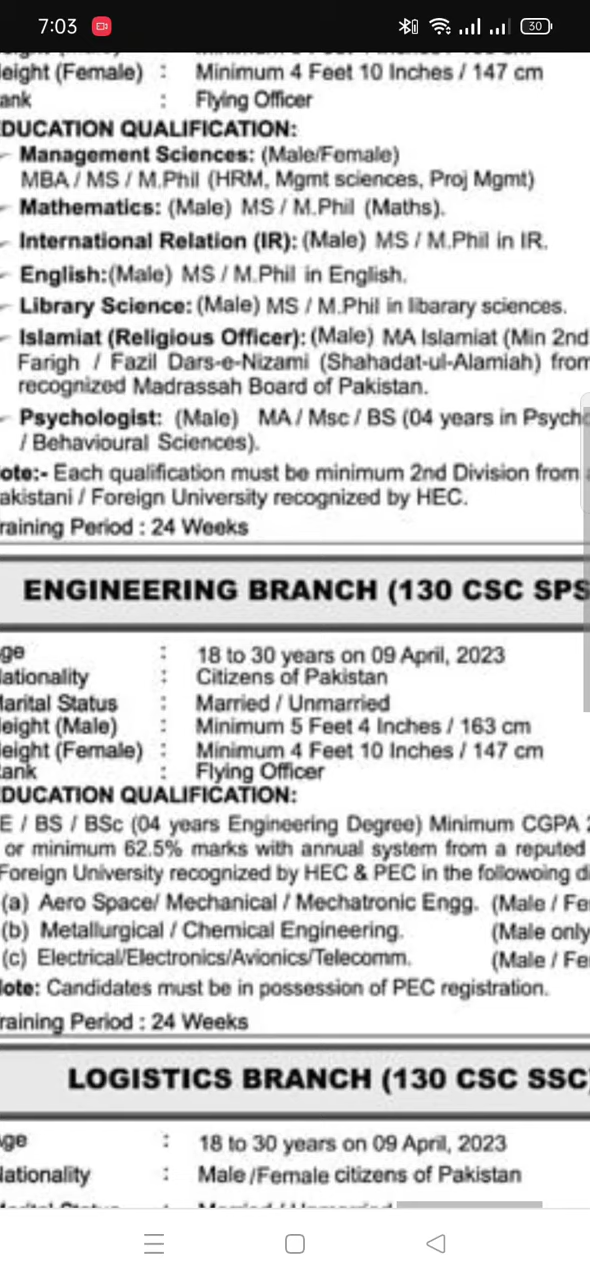 7:03
30
eight (Female) : Minimum 4 Feet 10 Inches / 147 cm
ank : Flying Officer
DUCATION QUALIFICATION:
Management Sciences: (Male/Female)
MBA / MS / M.Phil (HRM, Mgmt sciences, Proj Mgmt)
Mathematics: (Male) MS / M.Phil (Maths).
International Relation (IR): (Male) MS / M.Phil in IR.
English:(Male) MS / M.Phil in English.
Library Science: (Male) MS / M.Phil in libarary sciences.
Islamiat (Religious Officer): (Male) MA Islamiat (Min 2nd
Farigh / Fazil Dars-e-Nizami (Shahadat-ul-Alamiah) from
recognized Madrassah Board of Pakistan.
Psychologist: (Male) MA / Msc / BS (04 years in Psycho
/ Behavioural Sciences).
ote:- Each qualification must be minimum 2nd Division from a
akistani / Foreign University recognized by HEC.
raining Period : 24 Weeks
ENGINEERING BRANCH (130 CSC SPS
ge : 18 to 30 years on 09 April, 2023
ationality : Citizens of Pakistan
arital Status : Married / Unmarried
eight (Male) : Minimum 5 Feet 4 Inches / 163 cm
eight (Female) : Minimum 4 Feet 10 Inches / 147 cm
ank : Flying Officer
DUCATION QUALIFICATION:
E / BS / BSc (04 years Engineering Degree) Minimum CGPA 2
or minimum 62.5% marks with annual system from a reputed
Foreign University recognized by HEC & PEC in the followoing di
(a) Aero Space/ Mechanical / Mechatronic Engg. (Male / Fe
(b) Metallurgical / Chemical Engineering. (Male only
(c) Electrical/Electronics/Avionics/Telecomm. (Male / Fe
lote: Candidates must be in possession of PEC registration.
raining Period : 24 Weeks
LOGISTICS BRANCH (130 CSC SSC)
ge : 18 to 30 years on 09 April, 2023
ationality : Male /Female citizens of Pakistan